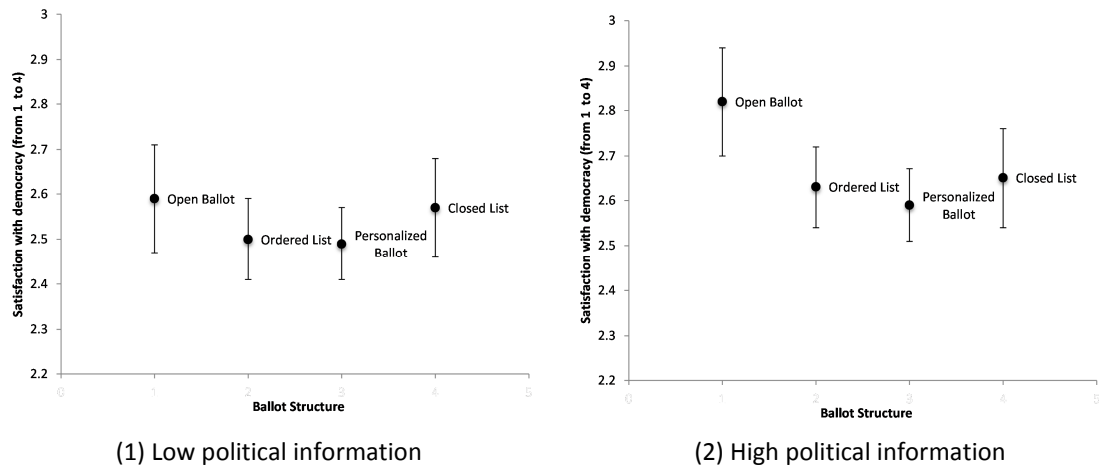 3
2.9
2.8
2.7
2.6
2.5
2.4
2.3
2.2
Satisfaction with democracy (from 1 to 4)
Open Ballot
Ordered List
Personalized
Ballot
Closed List
0 1 2 3 4 5
Ballot Structure
(1) Low political information
3
2.9
2.8
2.7
2.6
2.5
2.4
2.3
2.2
Satisfaction with democracy (from 1 to 4)
Open Ballot
Ordered List
Personalized
Ballot
Closed List
0 1 2 3 4 5
Ballot Structure
(2) High political information